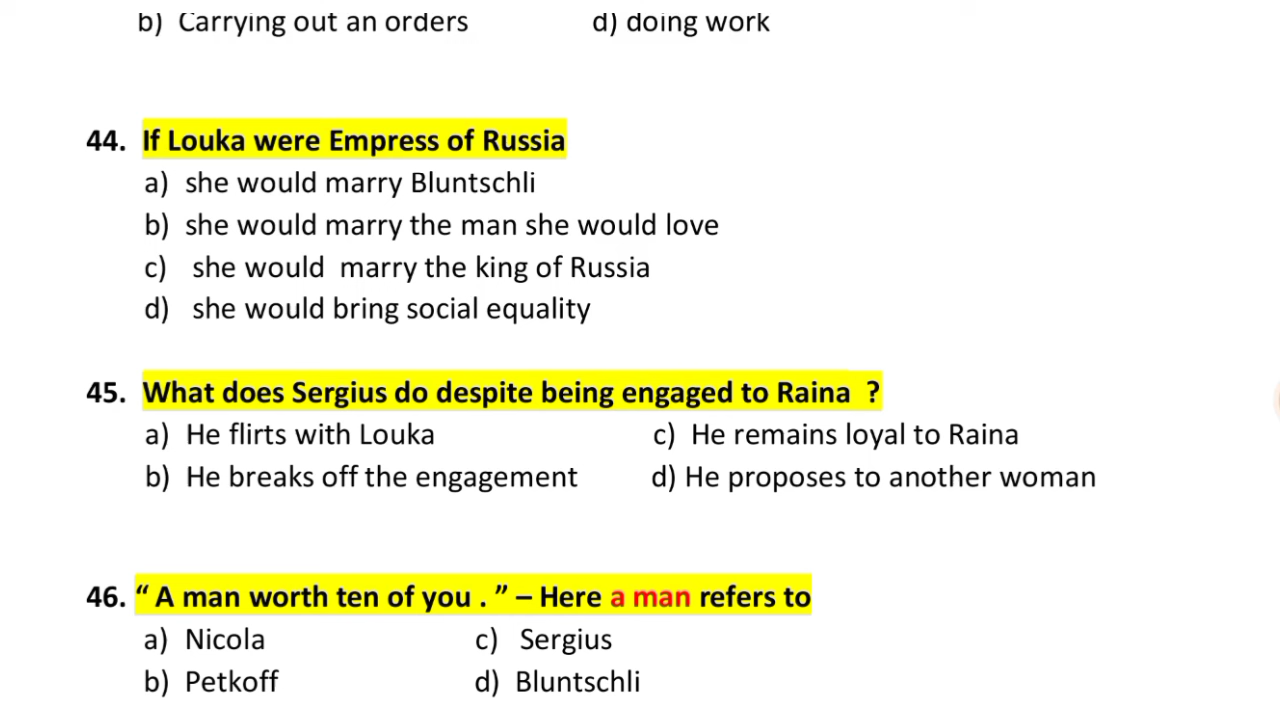 b) Carrying out an orders d) doing work
44. If Louka were Empress of Russia
a) she would marry Bluntschli
b) she would marry the man she would love
c) she would marry the king of Russia
d) she would bring social equality
45. What does Sergius do despite being engaged to Raina ?
a) He flirts with Louka c) He remains loyal to Raina
b) He breaks off the engagement d) He proposes to another woman
46. “ A man worth ten of you . ” – Here a man refers to
a) Nicola c) Sergius
b) Petkoff d) Bluntschli